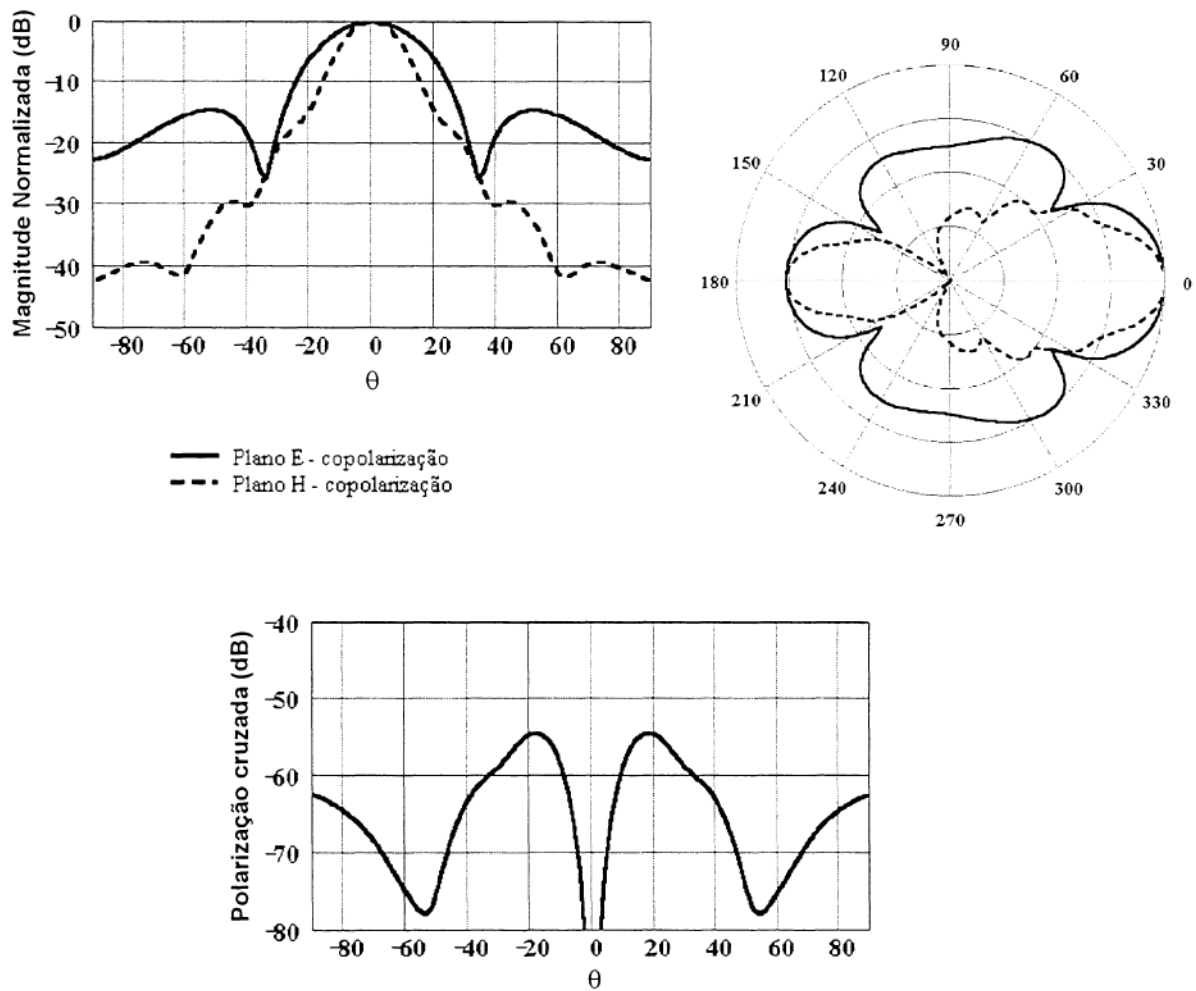 Magnitude Normalizada (dB)
0
-10
-20
-30
-40
-50
-80 -60 -40 -20 0 20 40 60 80
θ
90
120 60
150 30
180 0
210 330
240 300
270
Plano E - copolarização
Plano H - copolarização
Polarização cruzada (dB)
-40
-50
-60
-70
-80
-80 -60 -40 -20 0 20 40 60 80
θ